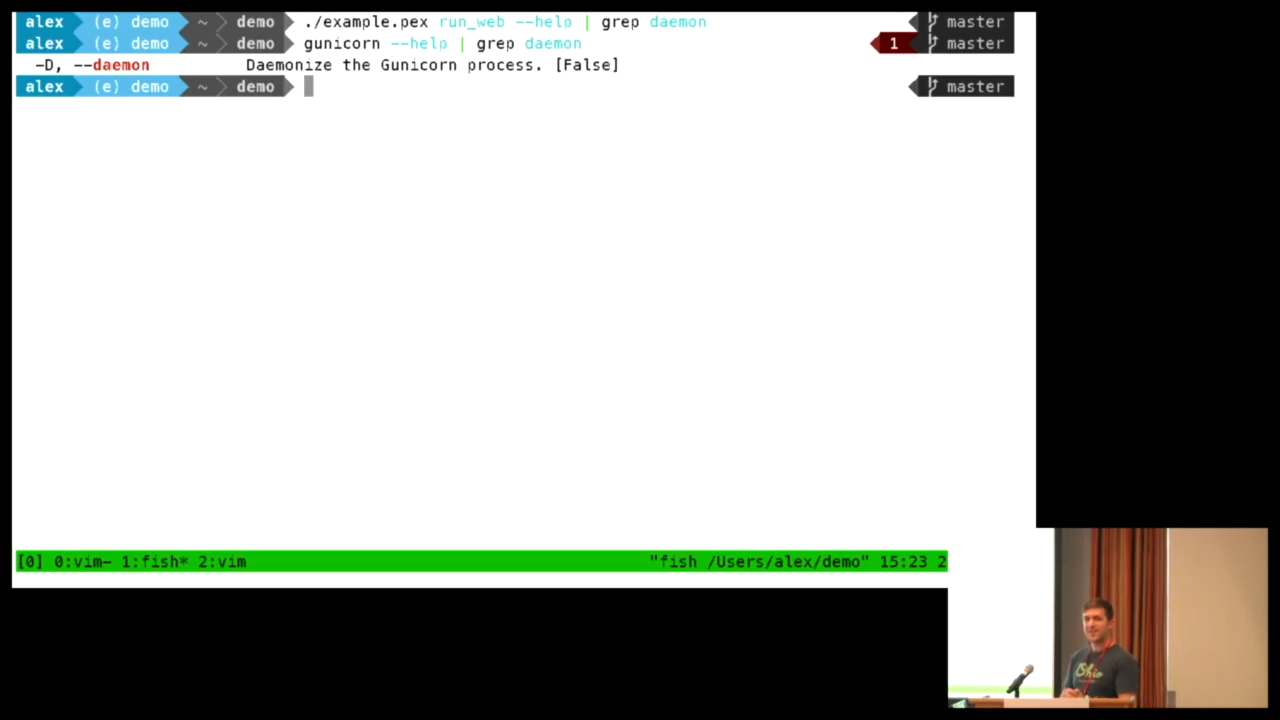 alex (e) demo ~ demo ./example.pex run_web --help | grep daemon master
alex (e) demo ~ demo gunicorn --help | grep daemon 1 master
-D, --daemon Daemonize the Gunicorn process. [False]
alex (e) demo ~ demo master
[0] 0:vim- 1:fish* 2:vim "fish /Users/alex/demo" 15:23 2
Ohio